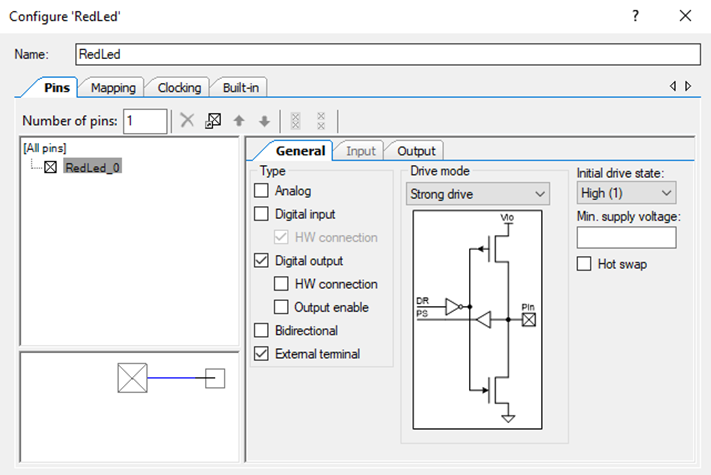 Configure 'RedLed'
?
Name: RedLed
Pins Mapping Clocking Built-in
Number of pins: 1
[All pins]
RedLed_0
General Input Output
Type
Analog
Digital input
HW connection
Digital output
HW connection
Output enable
Bidirectional
External terminal
Drive mode
Strong drive
Vio
DR
PS
Pin
Initial drive state:
High (1)
Min. supply voltage:
Hot swap